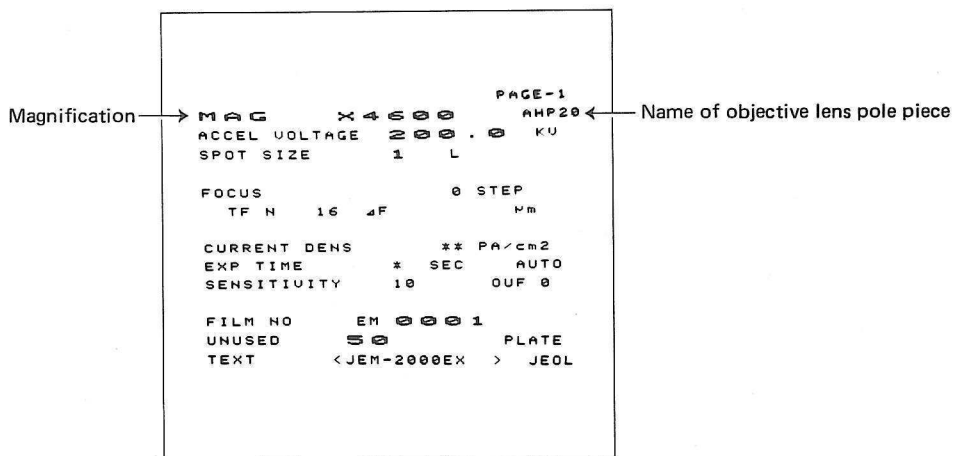 PAGE-1
Magnification MAG X4600 AHP20 Name of objective lens pole piece
ACCEL VOLTAGE 200.0 KV
SPOT SIZE 1 L
FOCUS 0 STEP
TF N 16 ⊿F μm
CURRENT DENS ** PA/cm2
EXP TIME * SEC AUTO
SENSITIVITY 10 OUF 0
FILM NO EM 0001
UNUSED 50 PLATE
TEXT <JEM-2000EX > JEOL